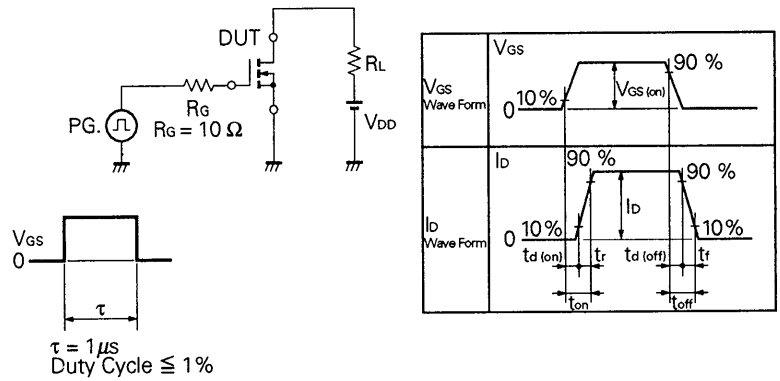 DUT
RL
RG
PG.
RG = 10 Ω
VDD
VGS
0
τ
τ = 1 μs
Duty Cycle ≦ 1%
VGS
Wave Form
VGS
10 %
0
VGS (on)
90 %
ID
Wave Form
ID
90 %
90 %
0
10 %
ID
10 %
td (on)
tr
td (off)
tf
ton
toff